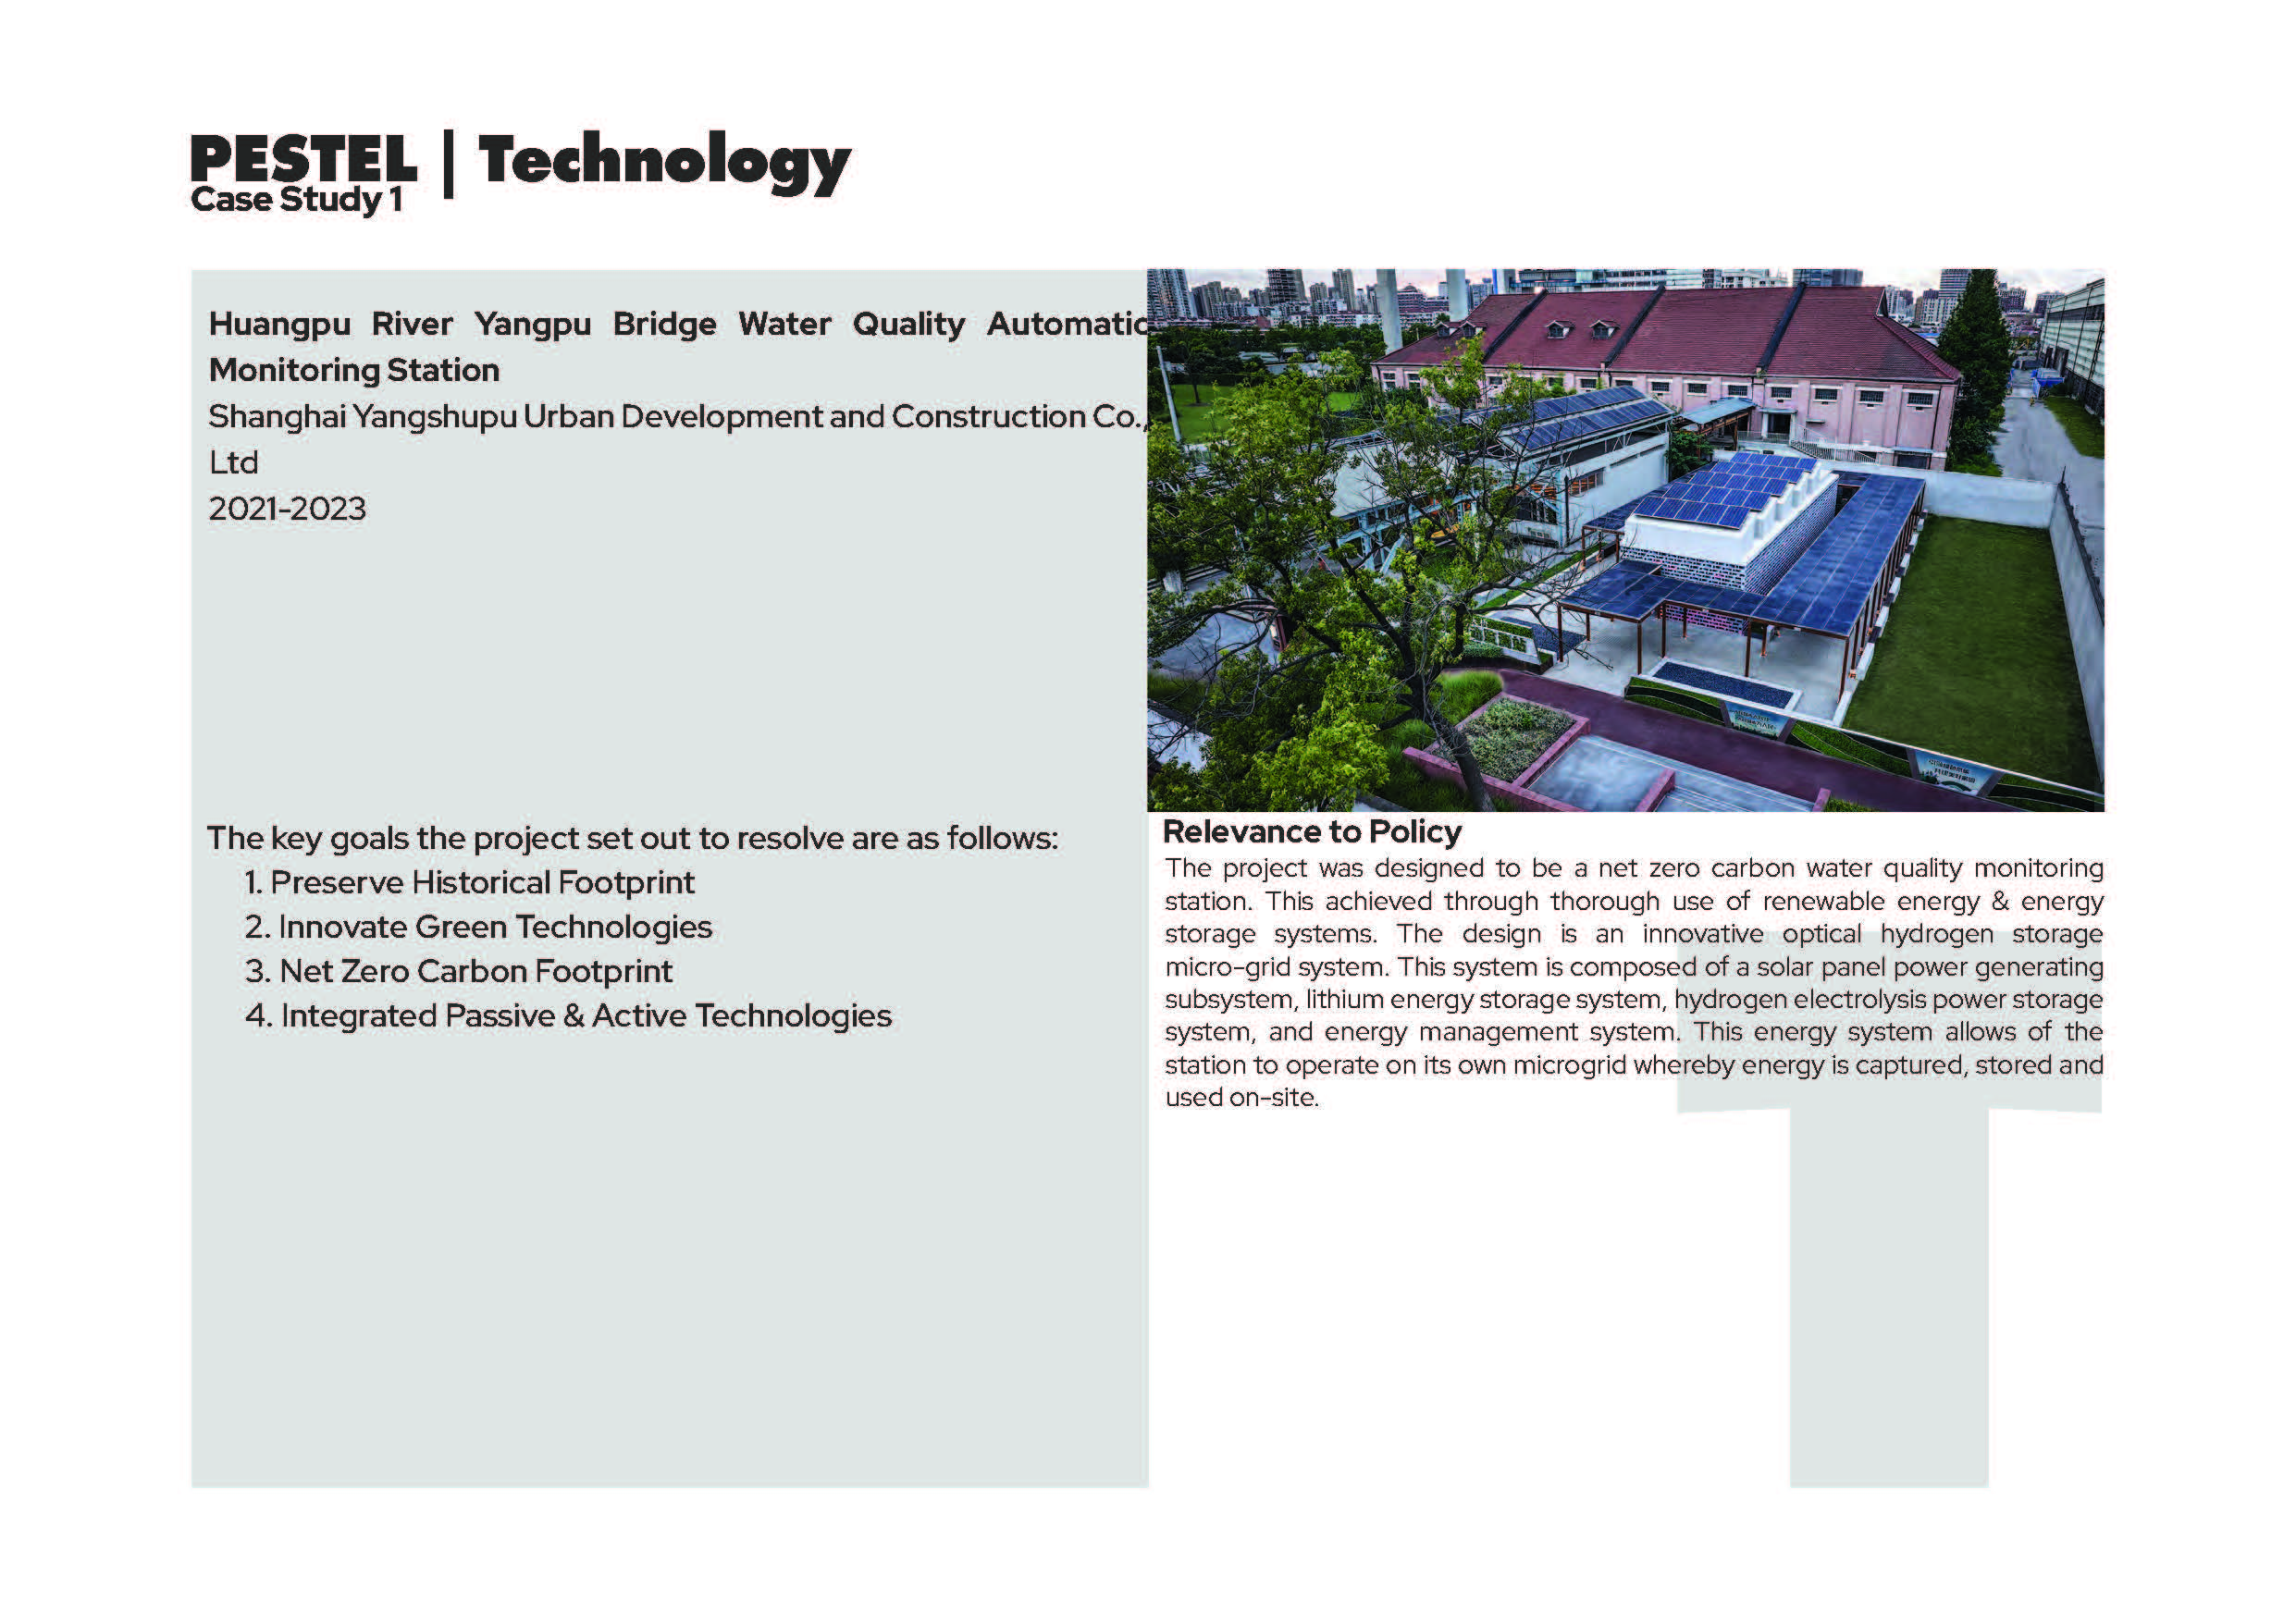 PESTEL | Technology
Case Study 1
Huangpu River Yangpu Bridge Water Quality Automatic
Monitoring Station
Shanghai Yangshupu Urban Development and Construction Co.,
Ltd
2021-2023
The key goals the project set out to resolve are as follows:
1. Preserve Historical Footprint
2. Innovate Green Technologies
3. Net Zero Carbon Footprint
4. Integrated Passive & Active Technologies
Relevance to Policy
The project was designed to be a net zero carbon water quality monitoring
station. This achieved through thorough use of renewable energy & energy
storage systems. The design is an innovative optical hydrogen storage
micro-grid system. This system is composed of a solar panel power generating
subsystem, lithium energy storage system, hydrogen electrolysis power storage
system, and energy management system. This energy system allows of the
station to operate on its own microgrid whereby energy is captured, stored and
used on-site.